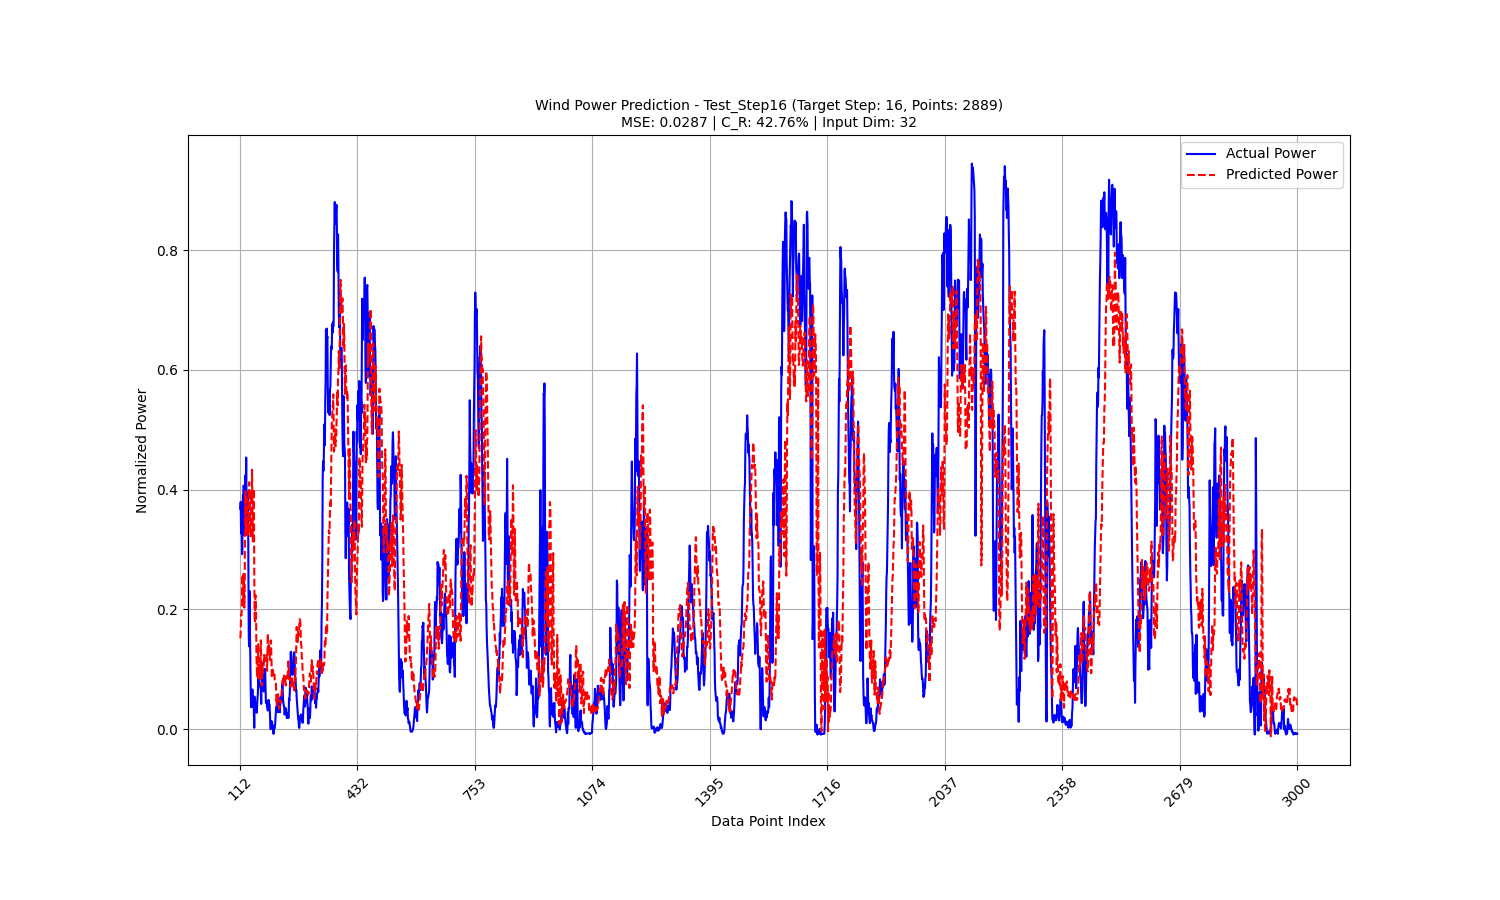 Wind Power Prediction - Test_Step16 (Target Step: 16, Points: 2889)
MSE: 0.0287 | C_R: 42.76% | Input Dim: 32
Actual Power
Predicted Power
Normalized Power
0.8
0.6
0.4
0.2
0.0
112
432
753
1074
1395
1716
2037
2358
2679
3000
Data Point Index